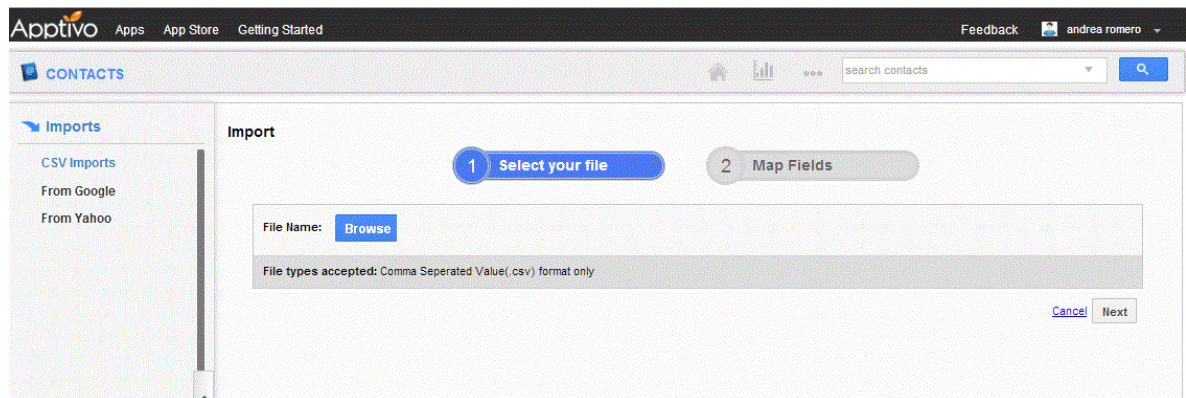 Apptivo Apps App Store Getting Started Feedback andrea romero
CONTACTS search contacts
Imports
CSV Imports
From Google
From Yahoo
Import
1 Select your file 2 Map Fields
File Name: Browse
File types accepted: Comma Seperated Value(.csv) format only
Cancel Next